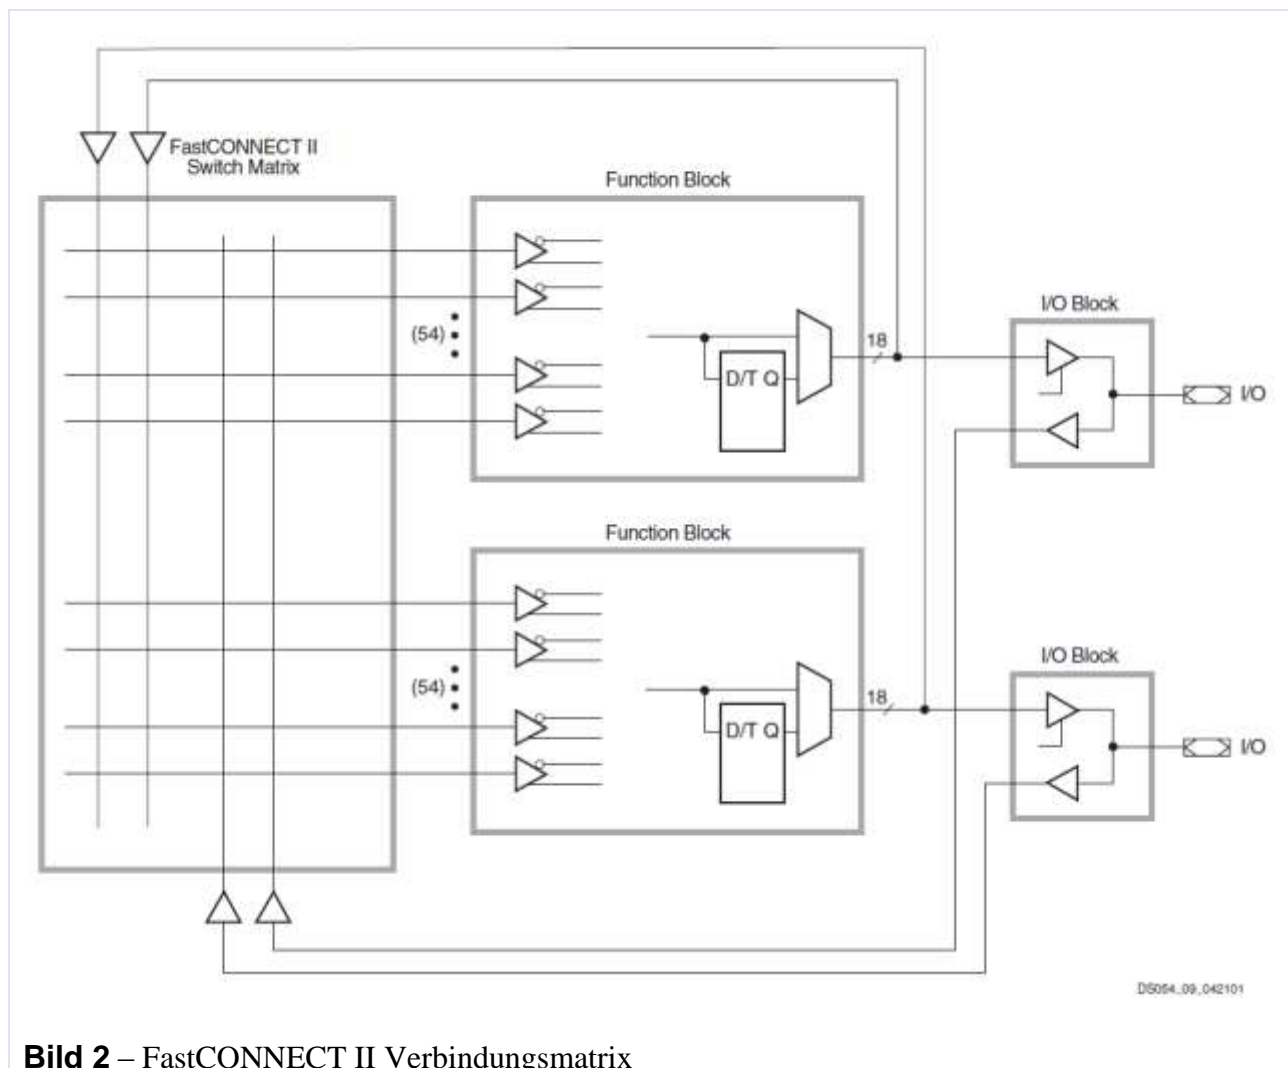 FastCONNECT II
Switch Matrix
Function Block
(54)
D/T Q
18
I/O Block
I/O
Function Block
(54)
D/T Q
18
I/O Block
I/O
DS054_09_042101
Bild 2 – FastCONNECT II Verbindungsmatrix